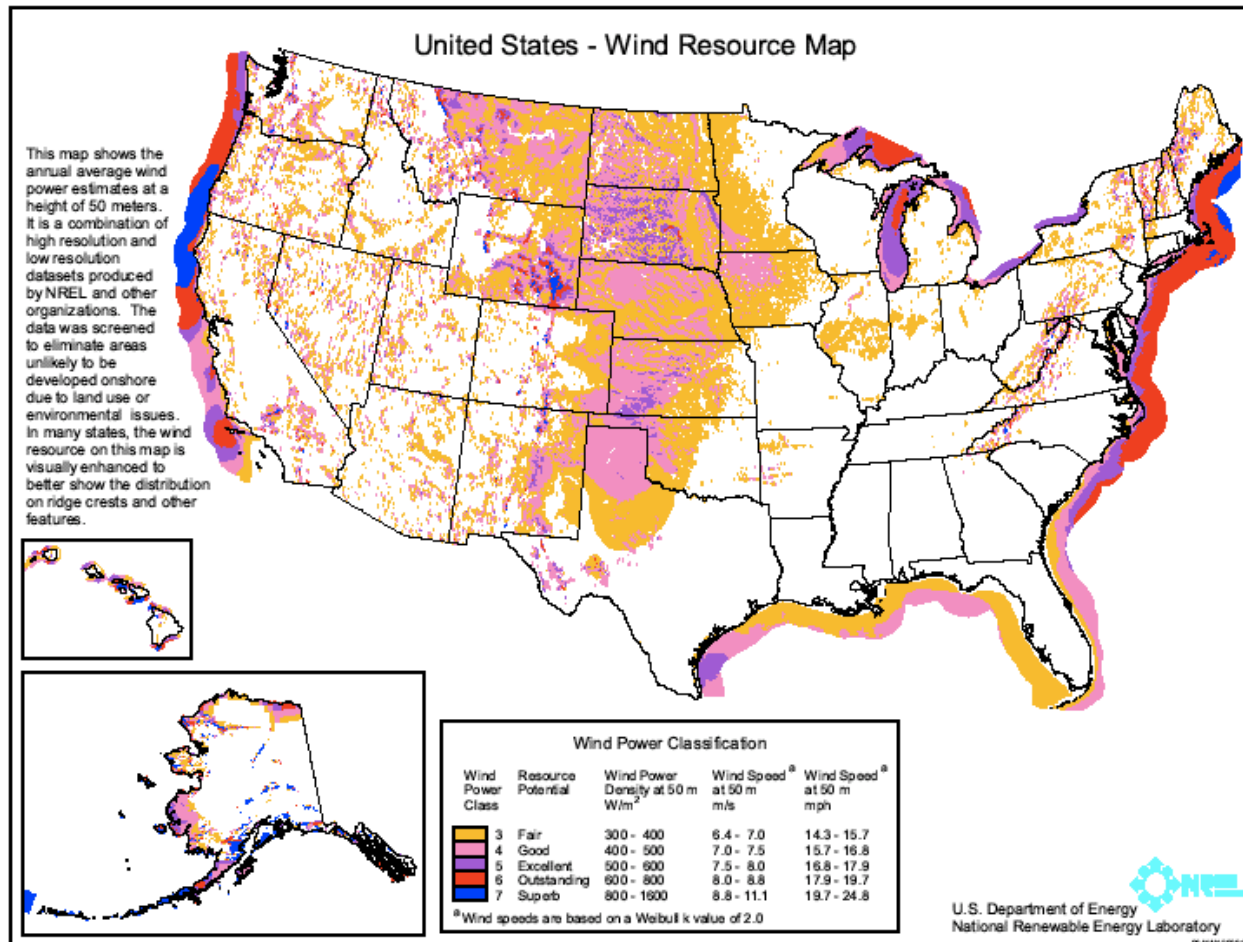 United States - Wind Resource Map
This map shows the
annual average wind
power estimates at a
height of 50 meters.
It is a combination of
high resolution and
low resolution
datasets produced
by NREL and other
organizations. The
data was screened
to eliminate areas
unlikely to be
developed onshore
due to land use or
environmental issues.
In many states, the wind
resource on this map is
visually enhanced to
better show the distribution
on ridge crests and other
features.
Wind Power Classification
Wind Resource Wind Power Wind Speed a Wind Speed a
Power Potential Density at 50 m at 50 m at 50 m
Class W/m2 m/s mph
3 Fair 300 - 400 6.4 - 7.0 14.3 - 15.7
4 Good 400 - 500 7.0 - 7.5 15.7 - 16.8
5 Excellent 500 - 600 7.5 - 8.0 16.8 - 17.9
6 Outstanding 600 - 800 8.0 - 8.8 17.9 - 19.7
7 Superb 800 - 1600 8.8 - 11.1 19.7 - 24.8
a Wind speeds are based on a Weibull k value of 2.0
NREL
U.S. Department of Energy
National Renewable Energy Laboratory